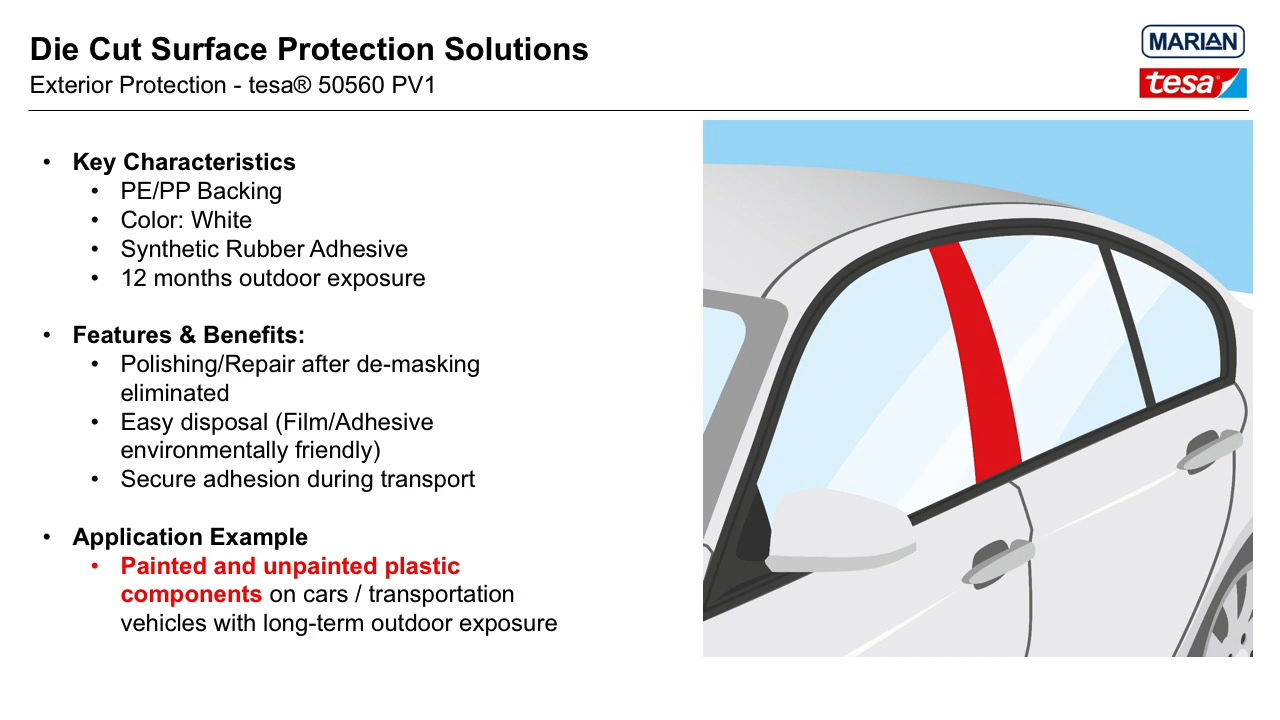 Die Cut Surface Protection Solutions
Exterior Protection - tesa® 50560 PV1
MARIAN
tesa®
• Key Characteristics
• PE/PP Backing
• Color: White
• Synthetic Rubber Adhesive
• 12 months outdoor exposure
• Features & Benefits:
• Polishing/Repair after de-masking
eliminated
• Easy disposal (Film/Adhesive
environmentally friendly)
• Secure adhesion during transport
• Application Example
• Painted and unpainted plastic
components on cars / transportation
vehicles with long-term outdoor exposure